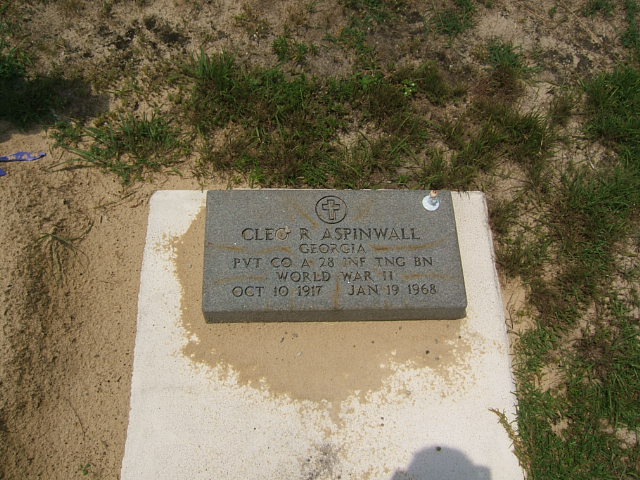 CLEO R ASPINWALL
GEORGIA
PVT CO A 28 INF TNG BN
WORLD WAR II
OCT 10 1917 JAN 19 1968